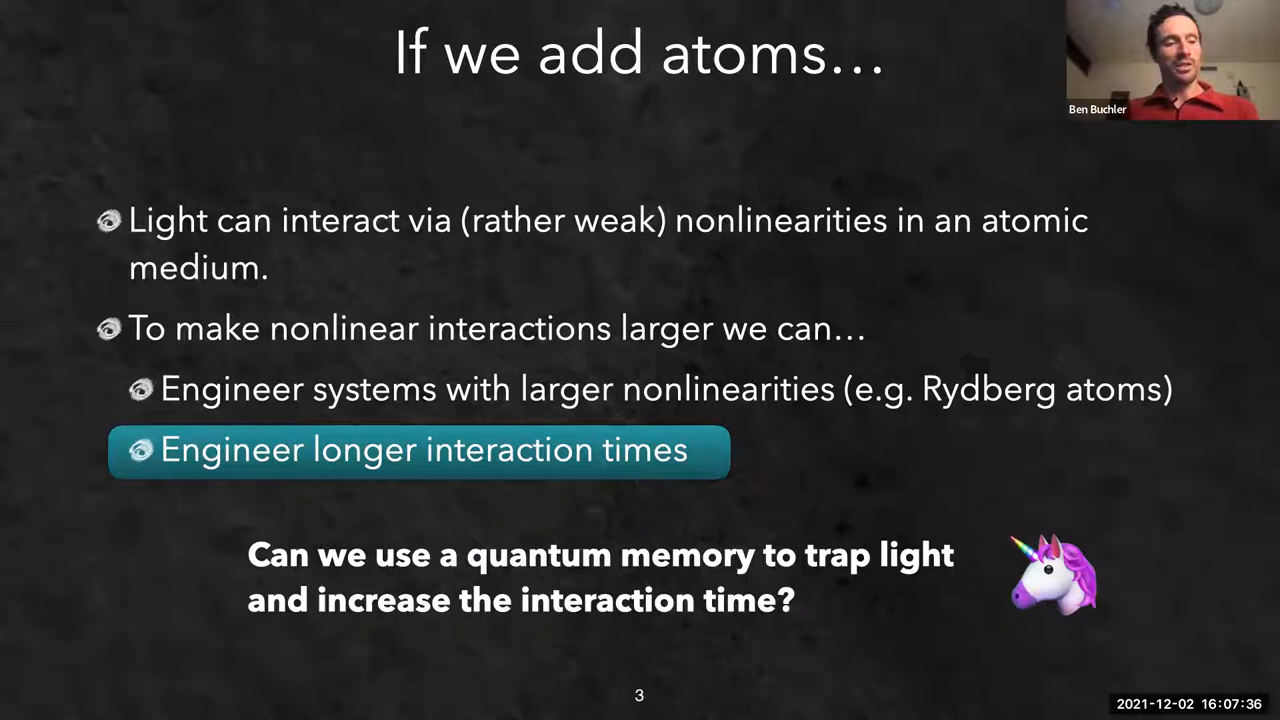 If we add atoms...
Ben Buchler
Light can interact via (rather weak) nonlinearities in an atomic
medium.
To make nonlinear interactions larger we can...
Engineer systems with larger nonlinearities (e.g. Rydberg atoms)
Engineer longer interaction times
Can we use a quantum memory to trap light
and increase the interaction time?
3
2021-12-02 16:07:36